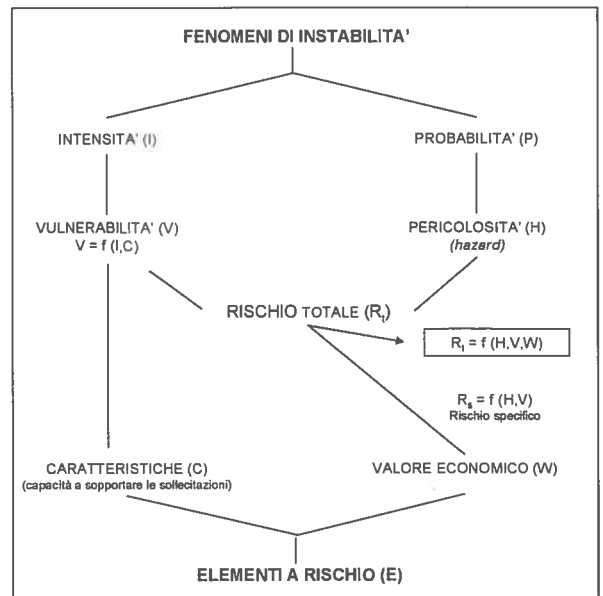 FENOMENI DI INSTABILITA'
INTENSITA' (I)
PROBABILITA' (P)
VULNERABILITA' (V)
V = f (I,C)
PERICOLOSITA' (H)
(hazard)
RISCHIO TOTALE (Rt)
Rt = f (H,V,W)
Rs = f (H,V)
Rischio specifico
CARATTERISTICHE (C)
(capacità a sopportare le sollecitazioni)
VALORE ECONOMICO (W)
ELEMENTI A RISCHIO (E)